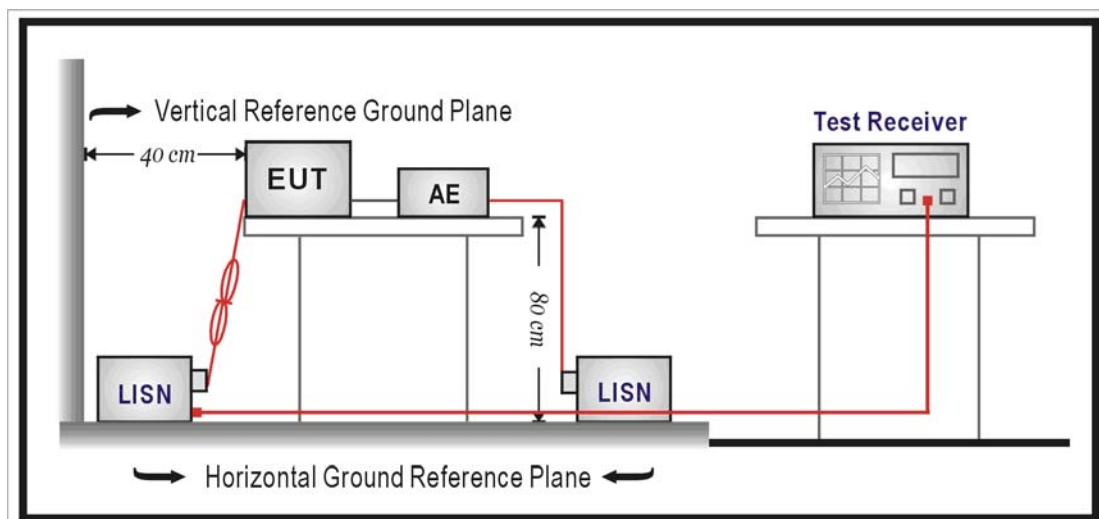 Vertical Reference Ground Plane
40 cm
EUT
AE
Test Receiver
80 cm
LISN
LISN
Horizontal Ground Reference Plane